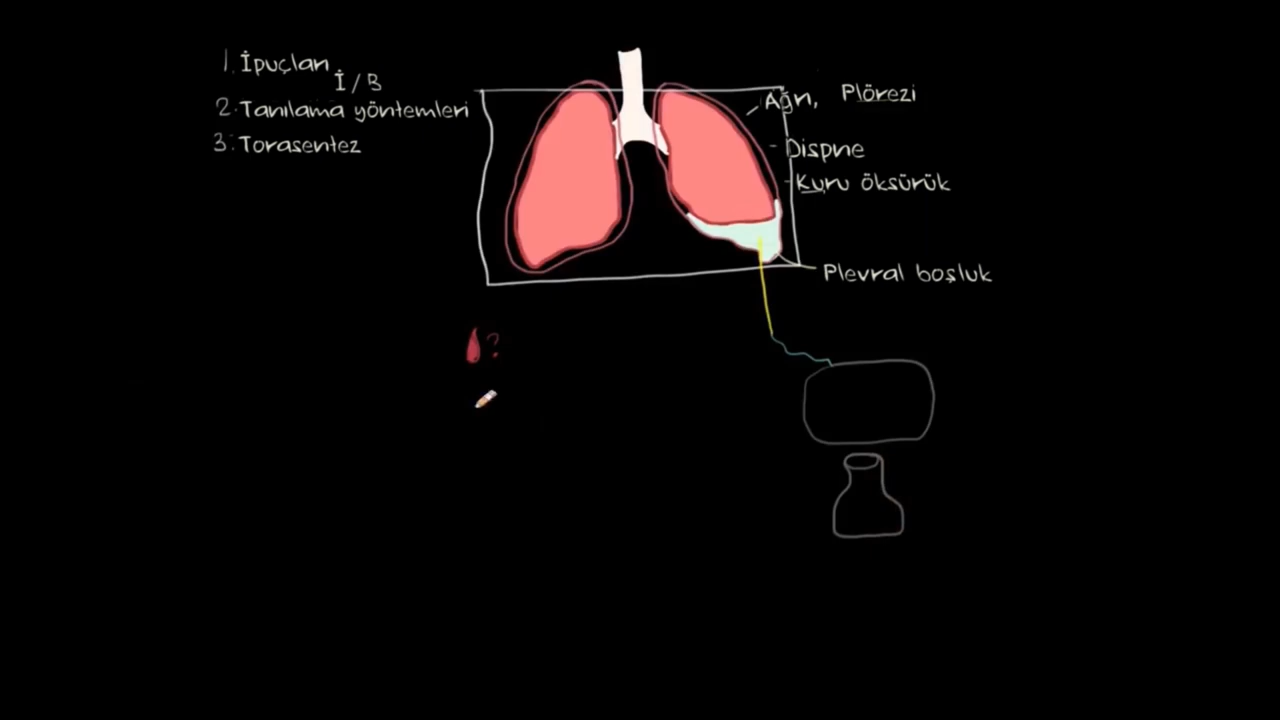 1. İpuçları
İ/B
2. Tanılama yöntemleri
3. Torasentez
Ağrı, Plörezi
- Dispne
- Kuru öksürük
Plevral boşluk
?